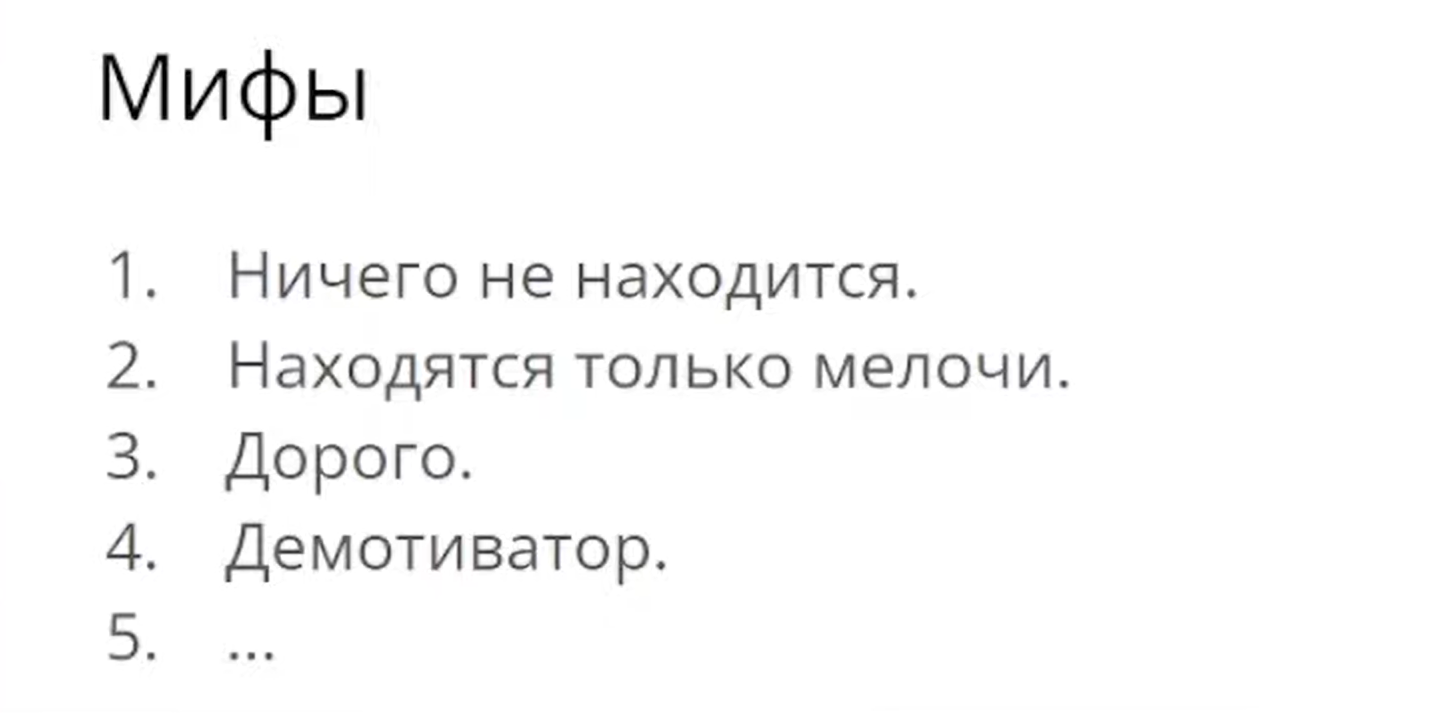 Мифы
1. Ничего не находится.
2. Находятся только мелочи.
3. Дорого.
4. Демотиватор.
5. ...